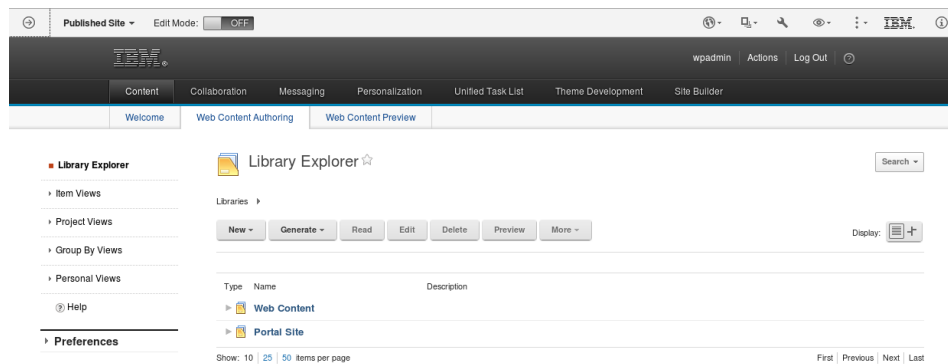 Published Site Edit Mode: OFF IBM.
IBM® wpadmin Actions Log Out
Content Collaboration Messaging Personalization Unified Task List Theme Development Site Builder
Welcome Web Content Authoring Web Content Preview
Library Explorer
Item Views
Project Views
Group By Views
Personal Views
Help
Preferences
Library Explorer Search
Libraries
New Generate Read Edit Delete Preview More Display:
Type Name Description
Web Content
Portal Site
Show: 10 25 50 items per page First Previous Next Last